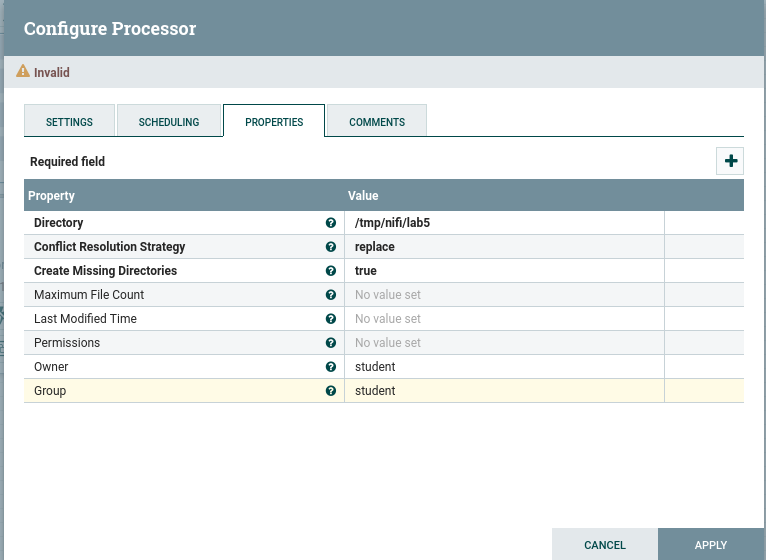 Configure Processor
Invalid
SETTINGS SCHEDULING PROPERTIES COMMENTS
Required field
Property Value
Directory /tmp/nifi/lab5
Conflict Resolution Strategy replace
Create Missing Directories true
Maximum File Count No value set
Last Modified Time No value set
Permissions No value set
Owner student
Group student
CANCEL APPLY